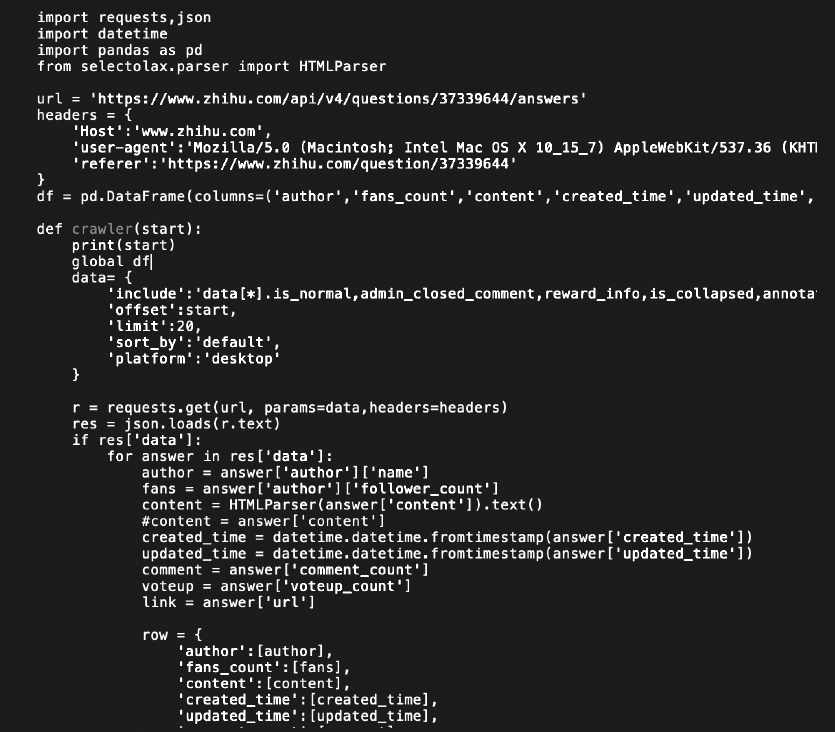 import requests,json
import datetime
import pandas as pd
from selectolax.parser import HTMLParser
url = 'https://www.zhihu.com/api/v4/questions/37339644/answers'
headers = {
'Host':'www.zhihu.com',
'user-agent':'Mozilla/5.0 (Macintosh; Intel Mac OS X 10_15_7) AppleWebKit/537.36 (KHT
'referer':'https://www.zhihu.com/question/37339644'
}
df = pd.DataFrame(columns=('author','fans_count','content','created_time','updated_time',
def crawler(start):
print(start)
global df
data= {
'include':'data[*].is_normal,admin_closed_comment,reward_info,is_collapsed,annota
'offset':start,
'limit':20,
'sort_by':'default',
'platform':'desktop'
}
r = requests.get(url, params=data,headers=headers)
res = json.loads(r.text)
if res['data']:
for answer in res['data']:
author = answer['author']['name']
fans = answer['author']['follower_count']
content = HTMLParser(answer['content']).text()
#content = answer['content']
created_time = datetime.datetime.fromtimestamp(answer['created_time'])
updated_time = datetime.datetime.fromtimestamp(answer['updated_time'])
comment = answer['comment_count']
voteup = answer['voteup_count']
link = answer['url']
row = {
'author':[author],
'fans_count':[fans],
'content':[content],
'created_time':[created_time],
'updated_time':[updated_time],